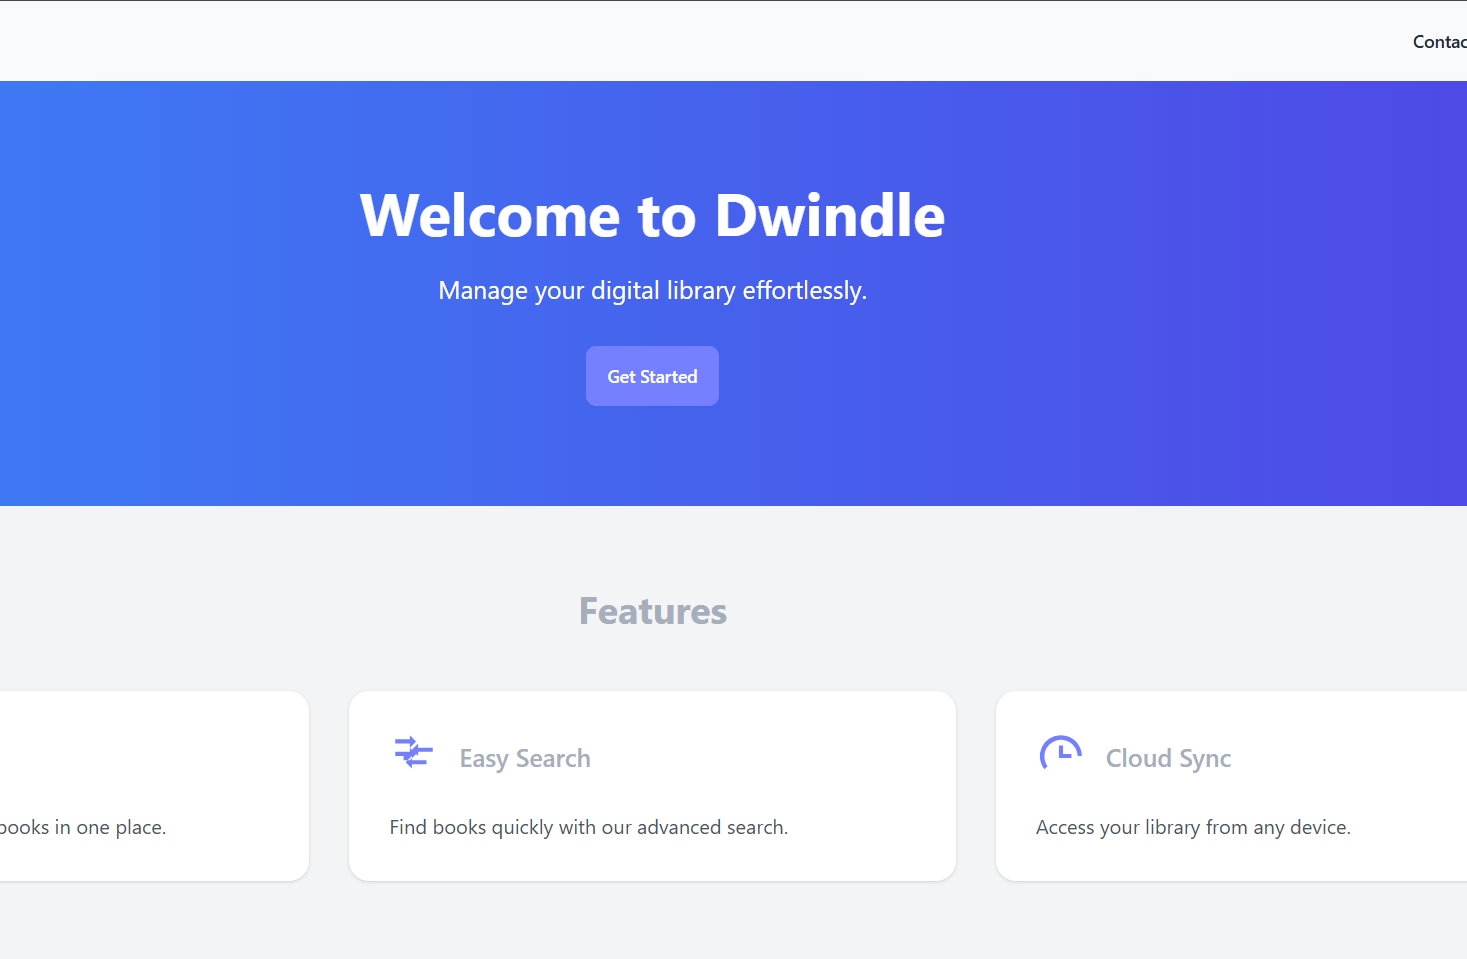 Contac
Welcome to Dwindle
Manage your digital library effortlessly.
Get Started
Features
Easy Search
Cloud Sync
books in one place.
Find books quickly with our advanced search.
Access your library from any device.